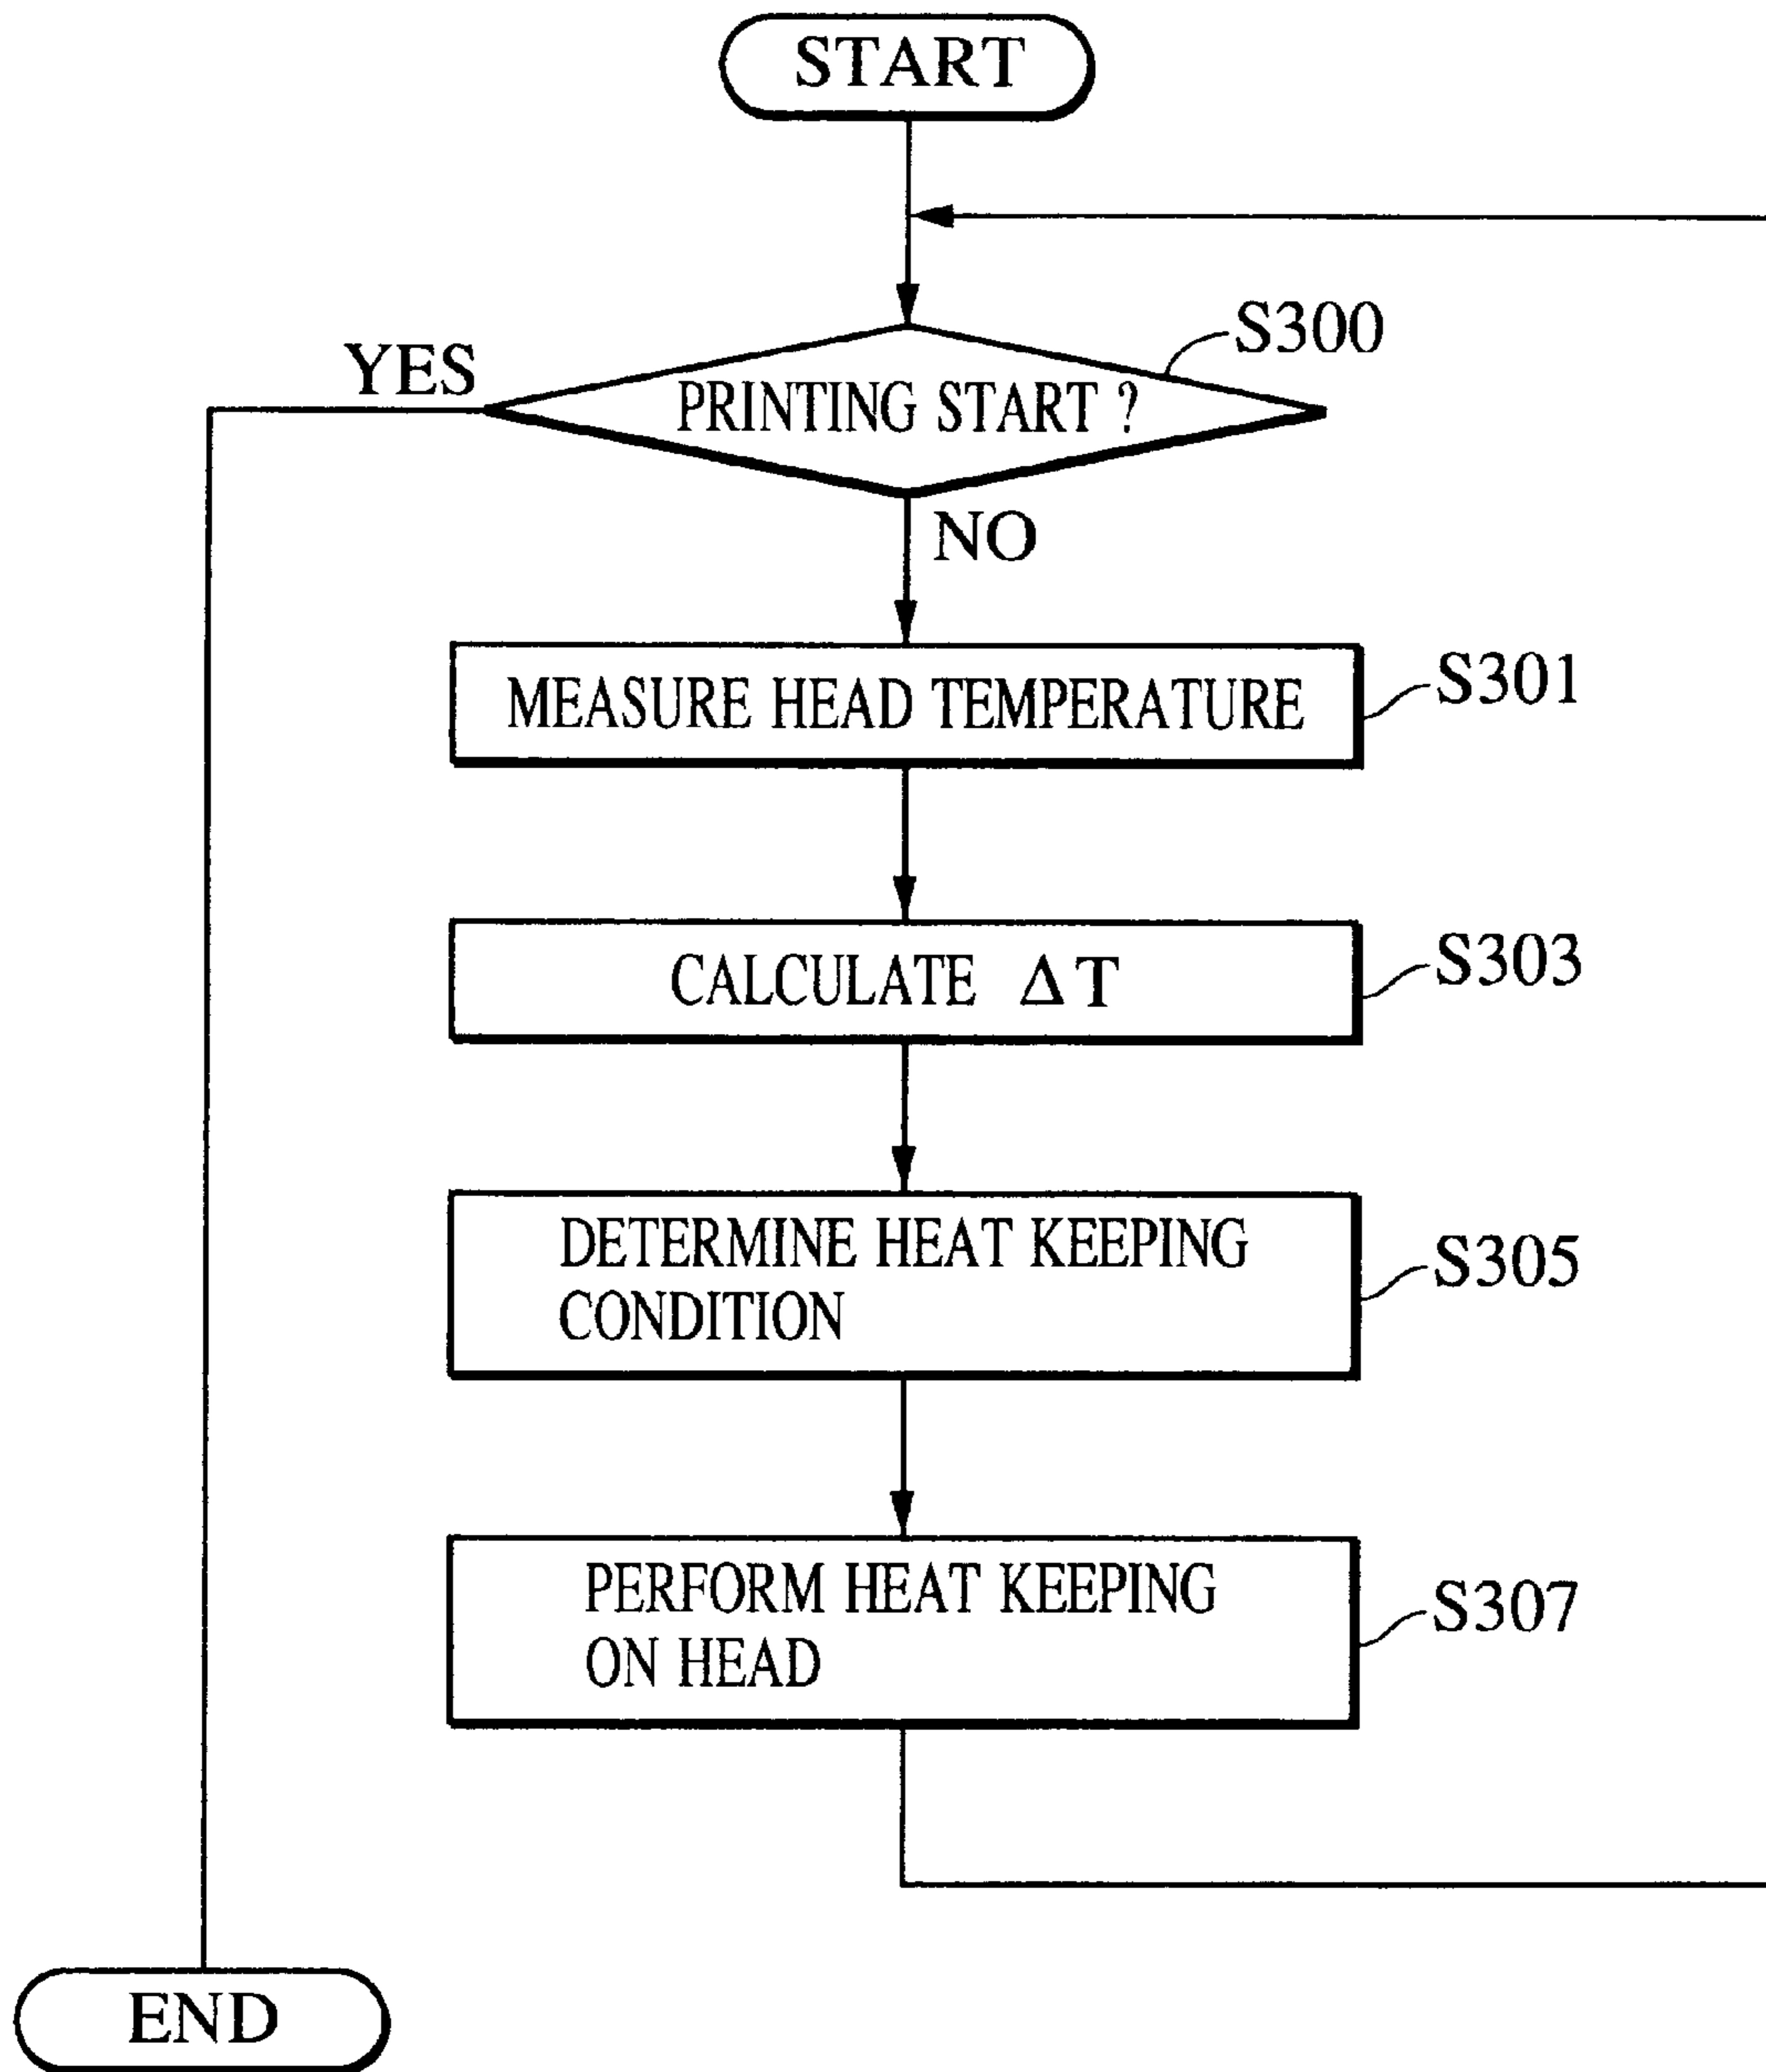 START
S300
YES
PRINTING START ?
NO
MEASURE HEAD TEMPERATURE
S301
CALCULATE ΔT
S303
DETERMINE HEAT KEEPING
CONDITION
S305
PERFORM HEAT KEEPING
ON HEAD
S307
END